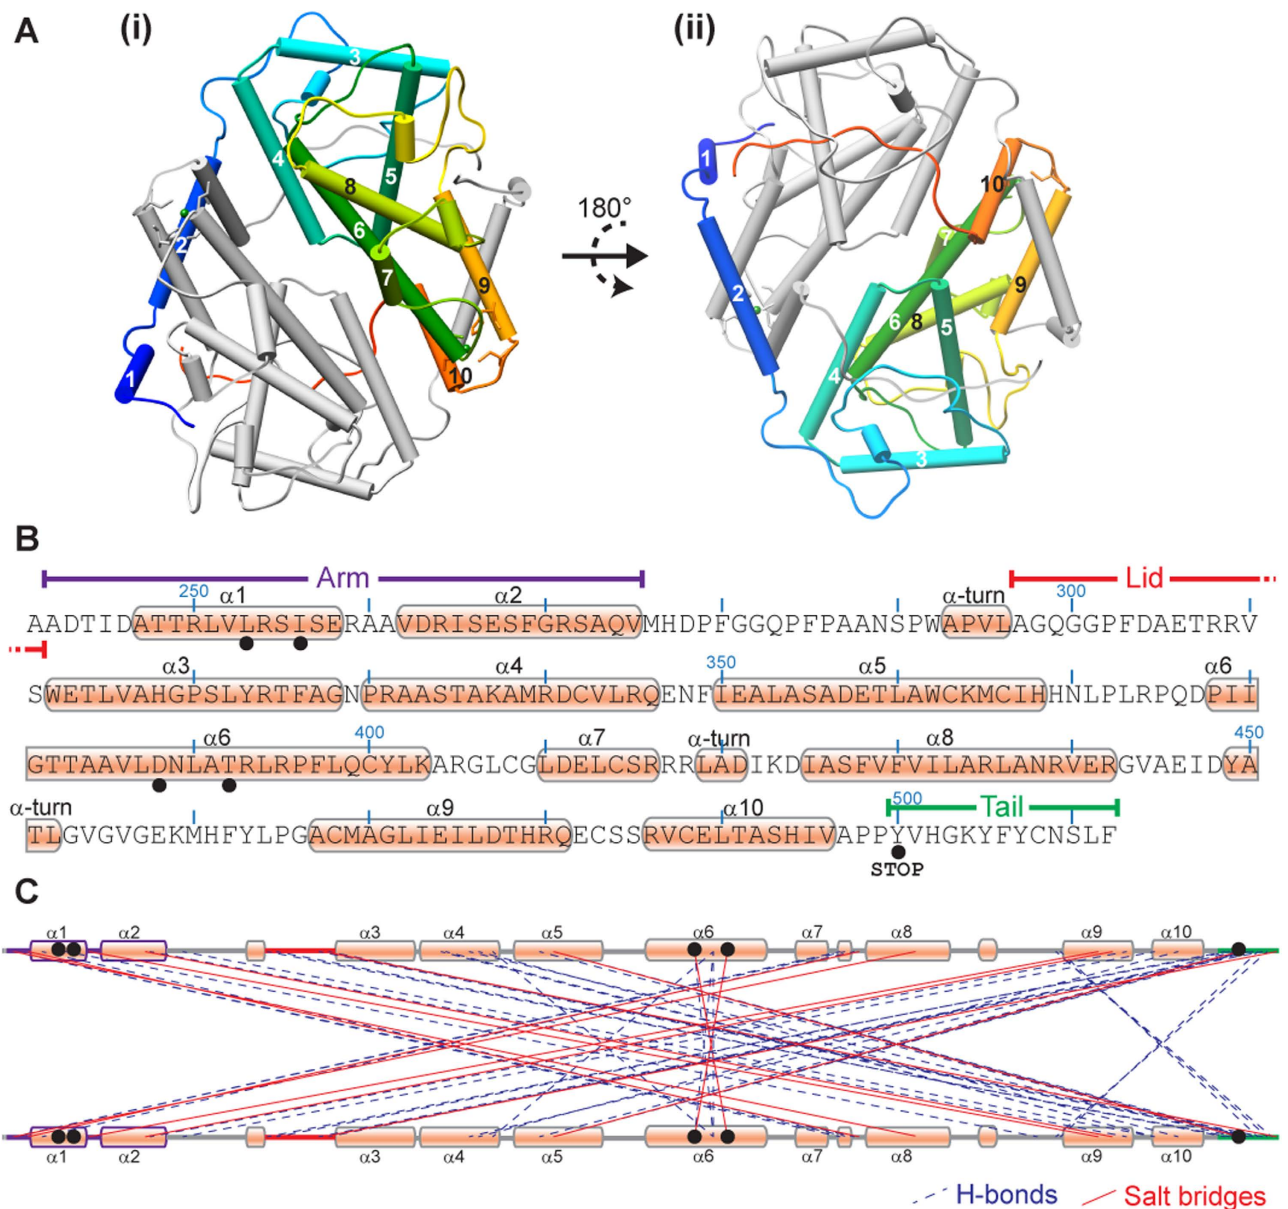 A (i) (ii)
3
4
5
8
6
2
7
9
1
10
180°
1
10
7
2
9
6
8
5
4
3
B
Arm Lid
250 α1 α2 α-turn 300
AADTIDATTRLVLRSISERAAVDRISESFGRSAQVMHDPFGGQPFPAANSPWAPVLAGQGGPFDAETRRV
α3 α4 350 α5 α6
SWETLVAHGPSLYRTFAGNPRAASTAKAMRDCVLRQENFIEALASADETLAWCKMCIHHNLPLRPQDPII
α6 400 α7 α-turn α8 450
GTTAAVLDNLATRLRPFLQCYLKARGLCGLDELCSRRRLADIKDIASFVFVILARLANRVERGVAEIDYA
α-turn α9 α10 500 Tail
TLGVGVGEKMHFYLPGACMAGLIEILDTHRQECSSRVCELTASHIVAPPYVHGKYFYCNSLF
STOP
C
α1 α2 α3 α4 α5 α6 α7 α8 α9 α10
α1 α2 α3 α4 α5 α6 α7 α8 α9 α10
H-bonds Salt bridges